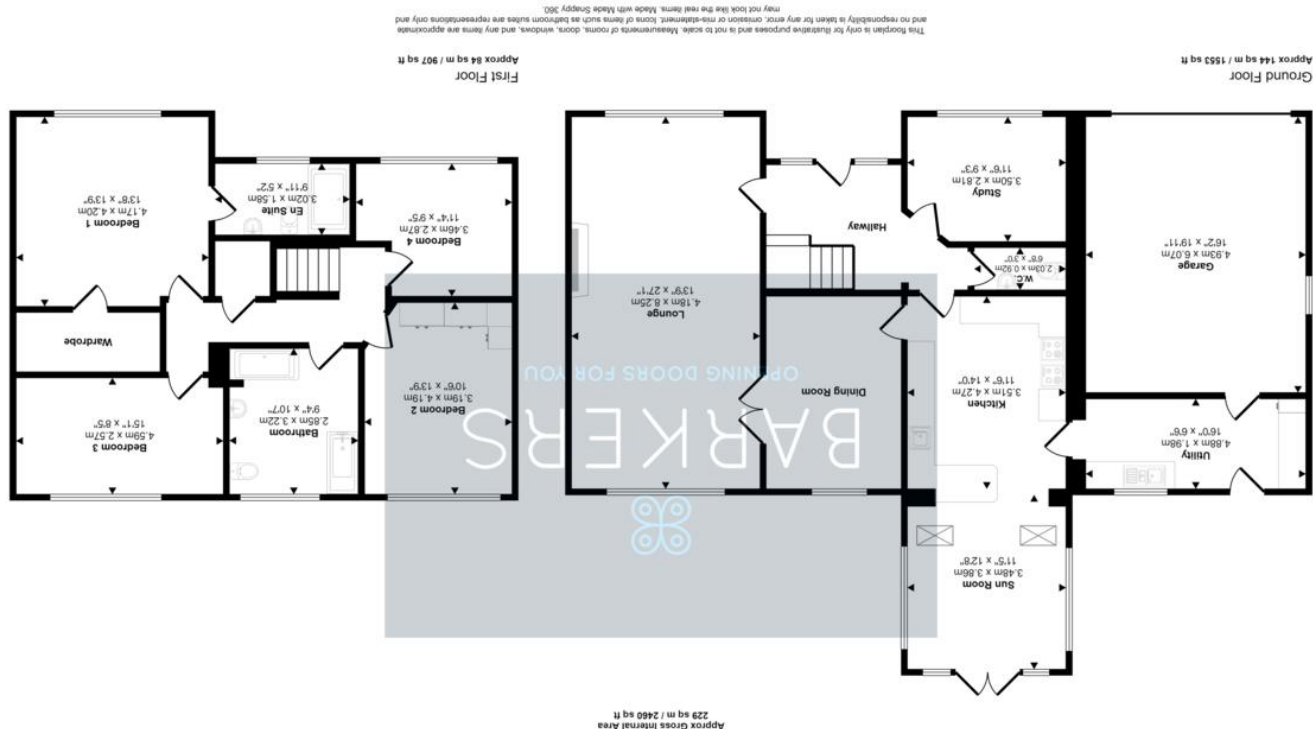 Approx Gross Internal Area
229 sq m / 2460 sq ft
Sun Room
3.48m x 3.86m
11'5" x 12'8"
Utility
4.88m x 1.98m
16'0" x 6'6"
Kitchen
3.51m x 4.27m
11'6" x 14'0"
Dining Room
Lounge
4.18m x 8.25m
13'9" x 27'1"
Garage
4.93m x 6.07m
16'2" x 19'11"
W.C.
2.03m x 0.92m
6'8" x 3'0"
Hallway
Study
3.50m x 2.81m
11'6" x 9'3"
Ground Floor
Approx 144 sq m / 1553 sq ft
Bedroom 2
3.19m x 4.19m
10'6" x 13'9"
Bathroom
2.85m x 3.22m
9'4" x 10'7"
Bedroom 3
4.59m x 2.57m
15'1" x 8'5"
Wardrobe
Bedroom 4
3.46m x 2.87m
11'4" x 9'5"
En Suite
3.02m x 1.58m
9'11" x 5'2"
Bedroom 1
4.17m x 4.20m
13'8" x 13'9"
First Floor
Approx 84 sq m / 907 sq ft
BARKERS
OPENING DOORS FOR YOU
This floorplan is only for illustrative purposes and is not to scale. Measurements of rooms, doors, windows, and any items are approximate
and no responsibility is taken for any error, omission or mis-statement. Icons of items such as bathroom suites are representations only and
may not look like the real items. Made with Made Snappy 360.